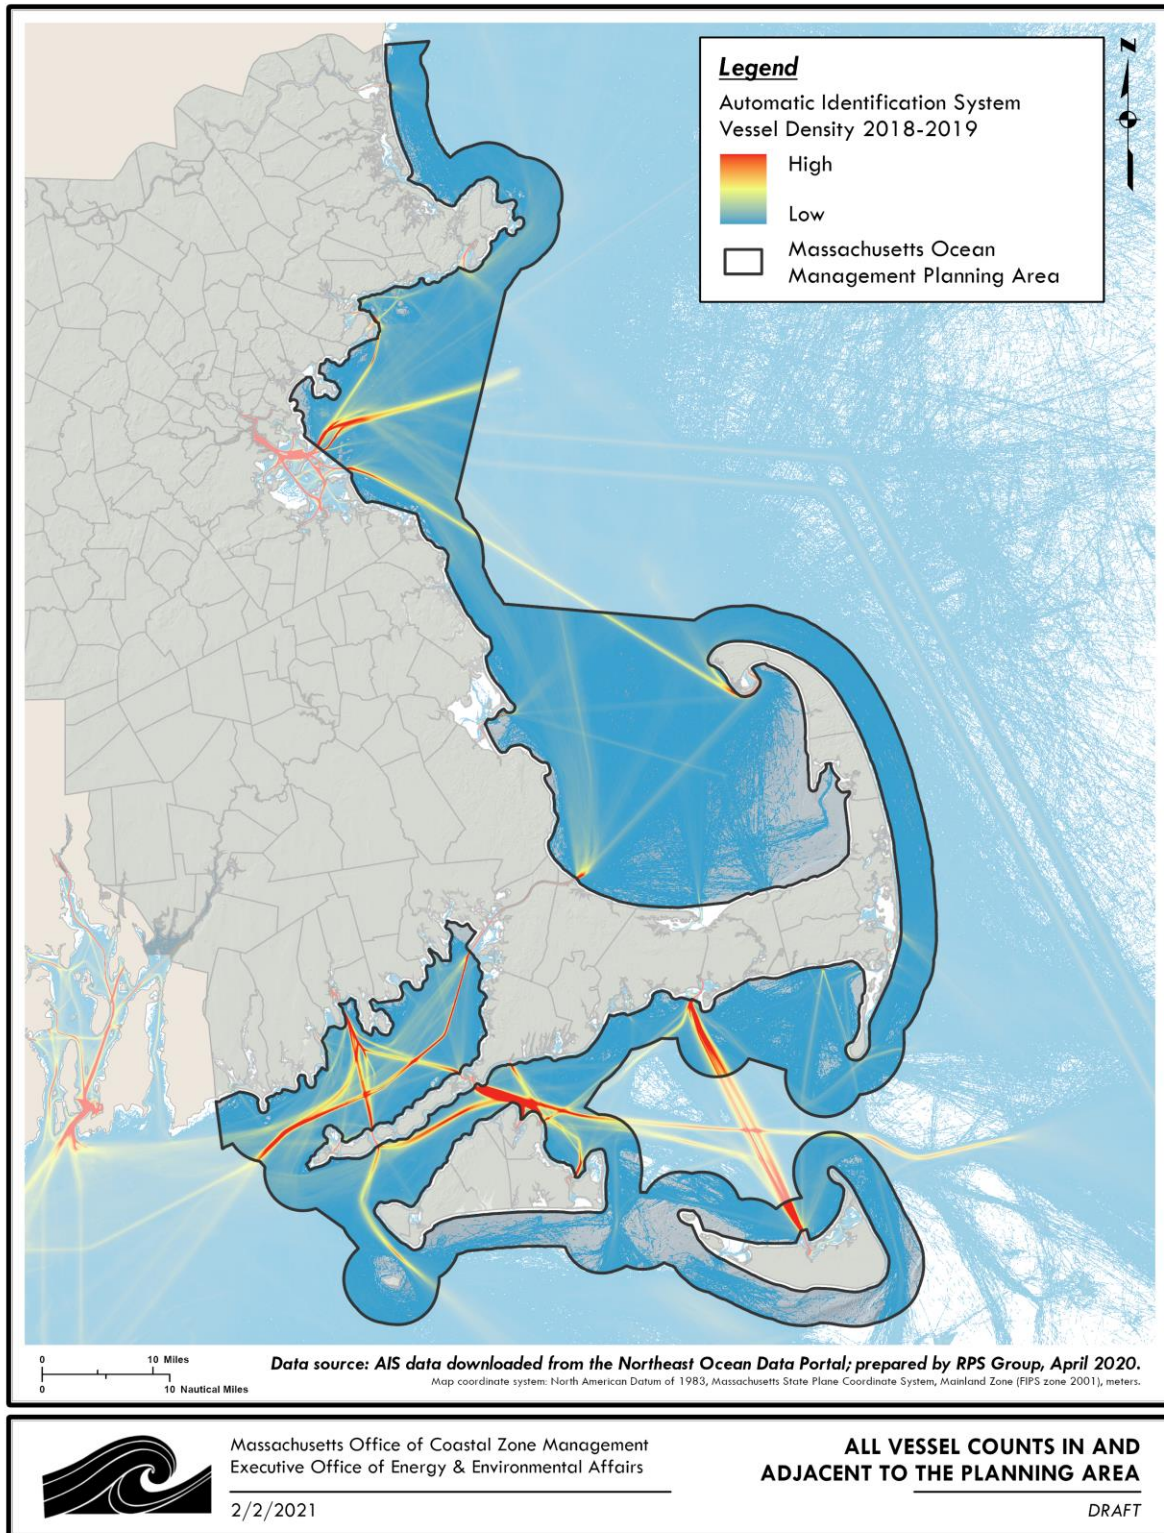 Legend
Automatic Identification System
Vessel Density 2018-2019
High
Low
Massachusetts Ocean
Management Planning Area
N
0 10 Miles
0 10 Nautical Miles
Data source: AIS data downloaded from the Northeast Ocean Data Portal; prepared by RPS Group, April 2020.
Map coordinate system: North American Datum of 1983, Massachusetts State Plane Coordinate System, Mainland Zone (FIPS zone 2001), meters.
Massachusetts Office of Coastal Zone Management
Executive Office of Energy & Environmental Affairs
2/2/2021
ALL VESSEL COUNTS IN AND
ADJACENT TO THE PLANNING AREA
DRAFT